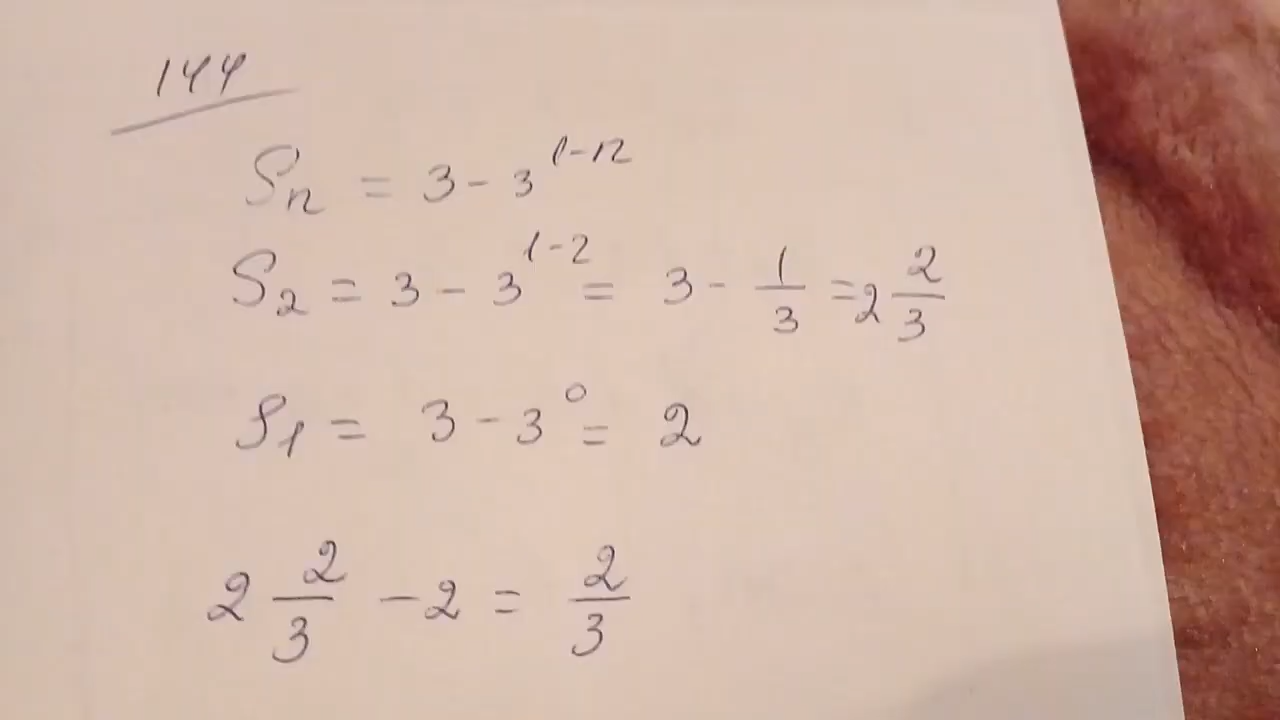 144
Sn = 3 - 3^(1-n)
S2 = 3 - 3^(1-2) = 3 - 1/3 = 2 2/3
S1 = 3 - 3^0 = 2
2 2/3 - 2 = 2/3